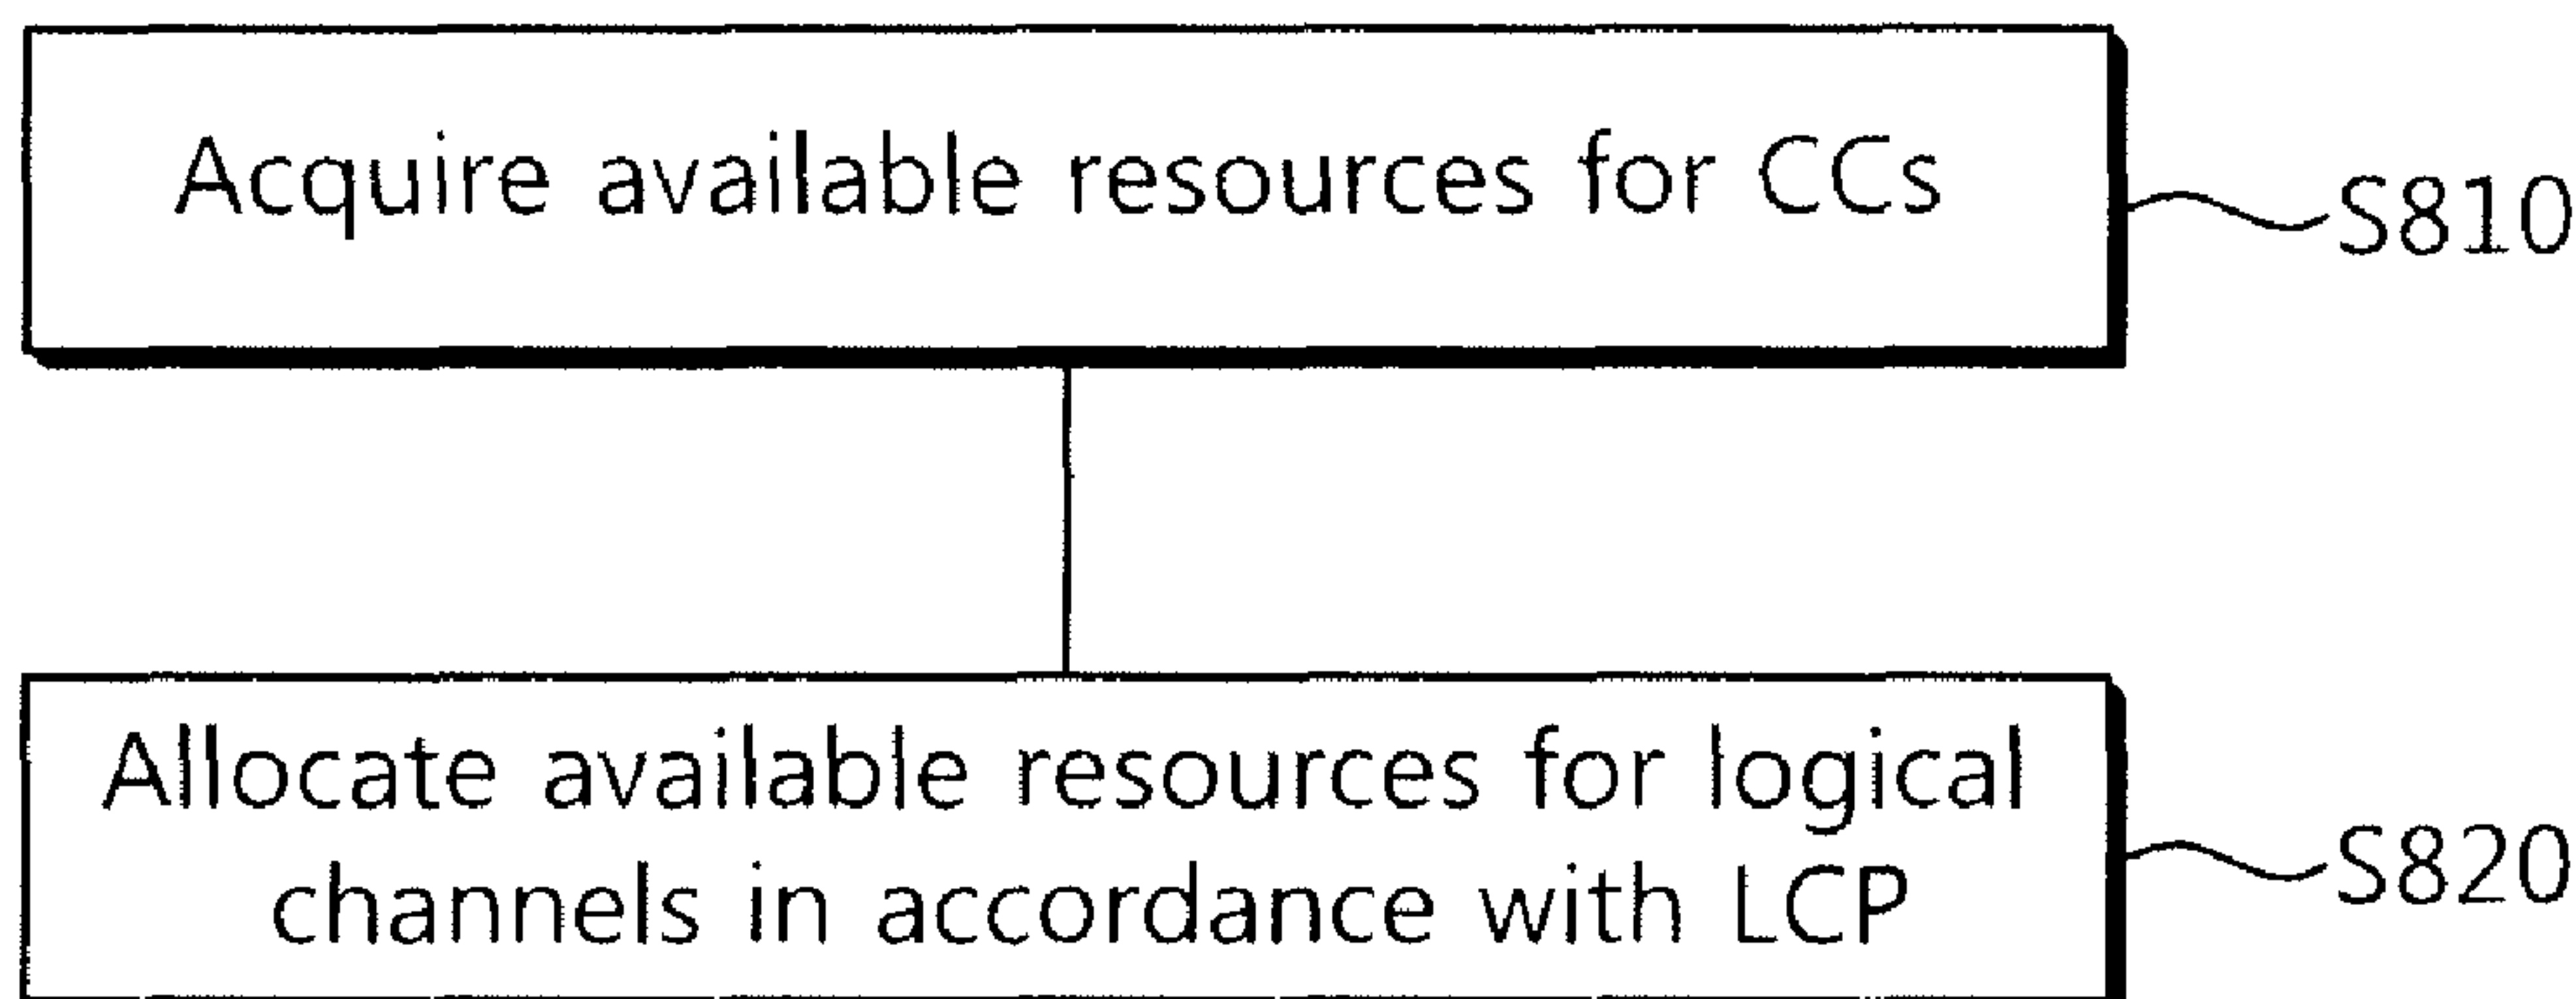 Acquire available resources for CCs
S810
Allocate available resources for logical
channels in accordance with LCP
S820